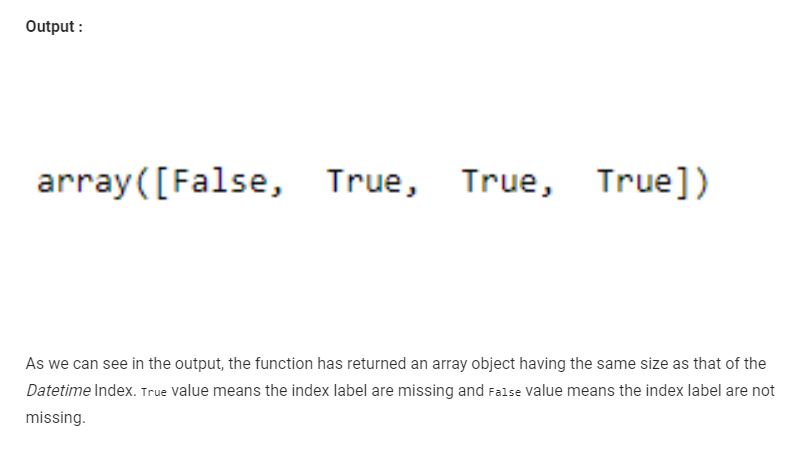 Output :
array([False, True, True, True])
As we can see in the output, the function has returned an array object having the same size as that of the
Datetime Index. True value means the index label are missing and False value means the index label are not
missing.